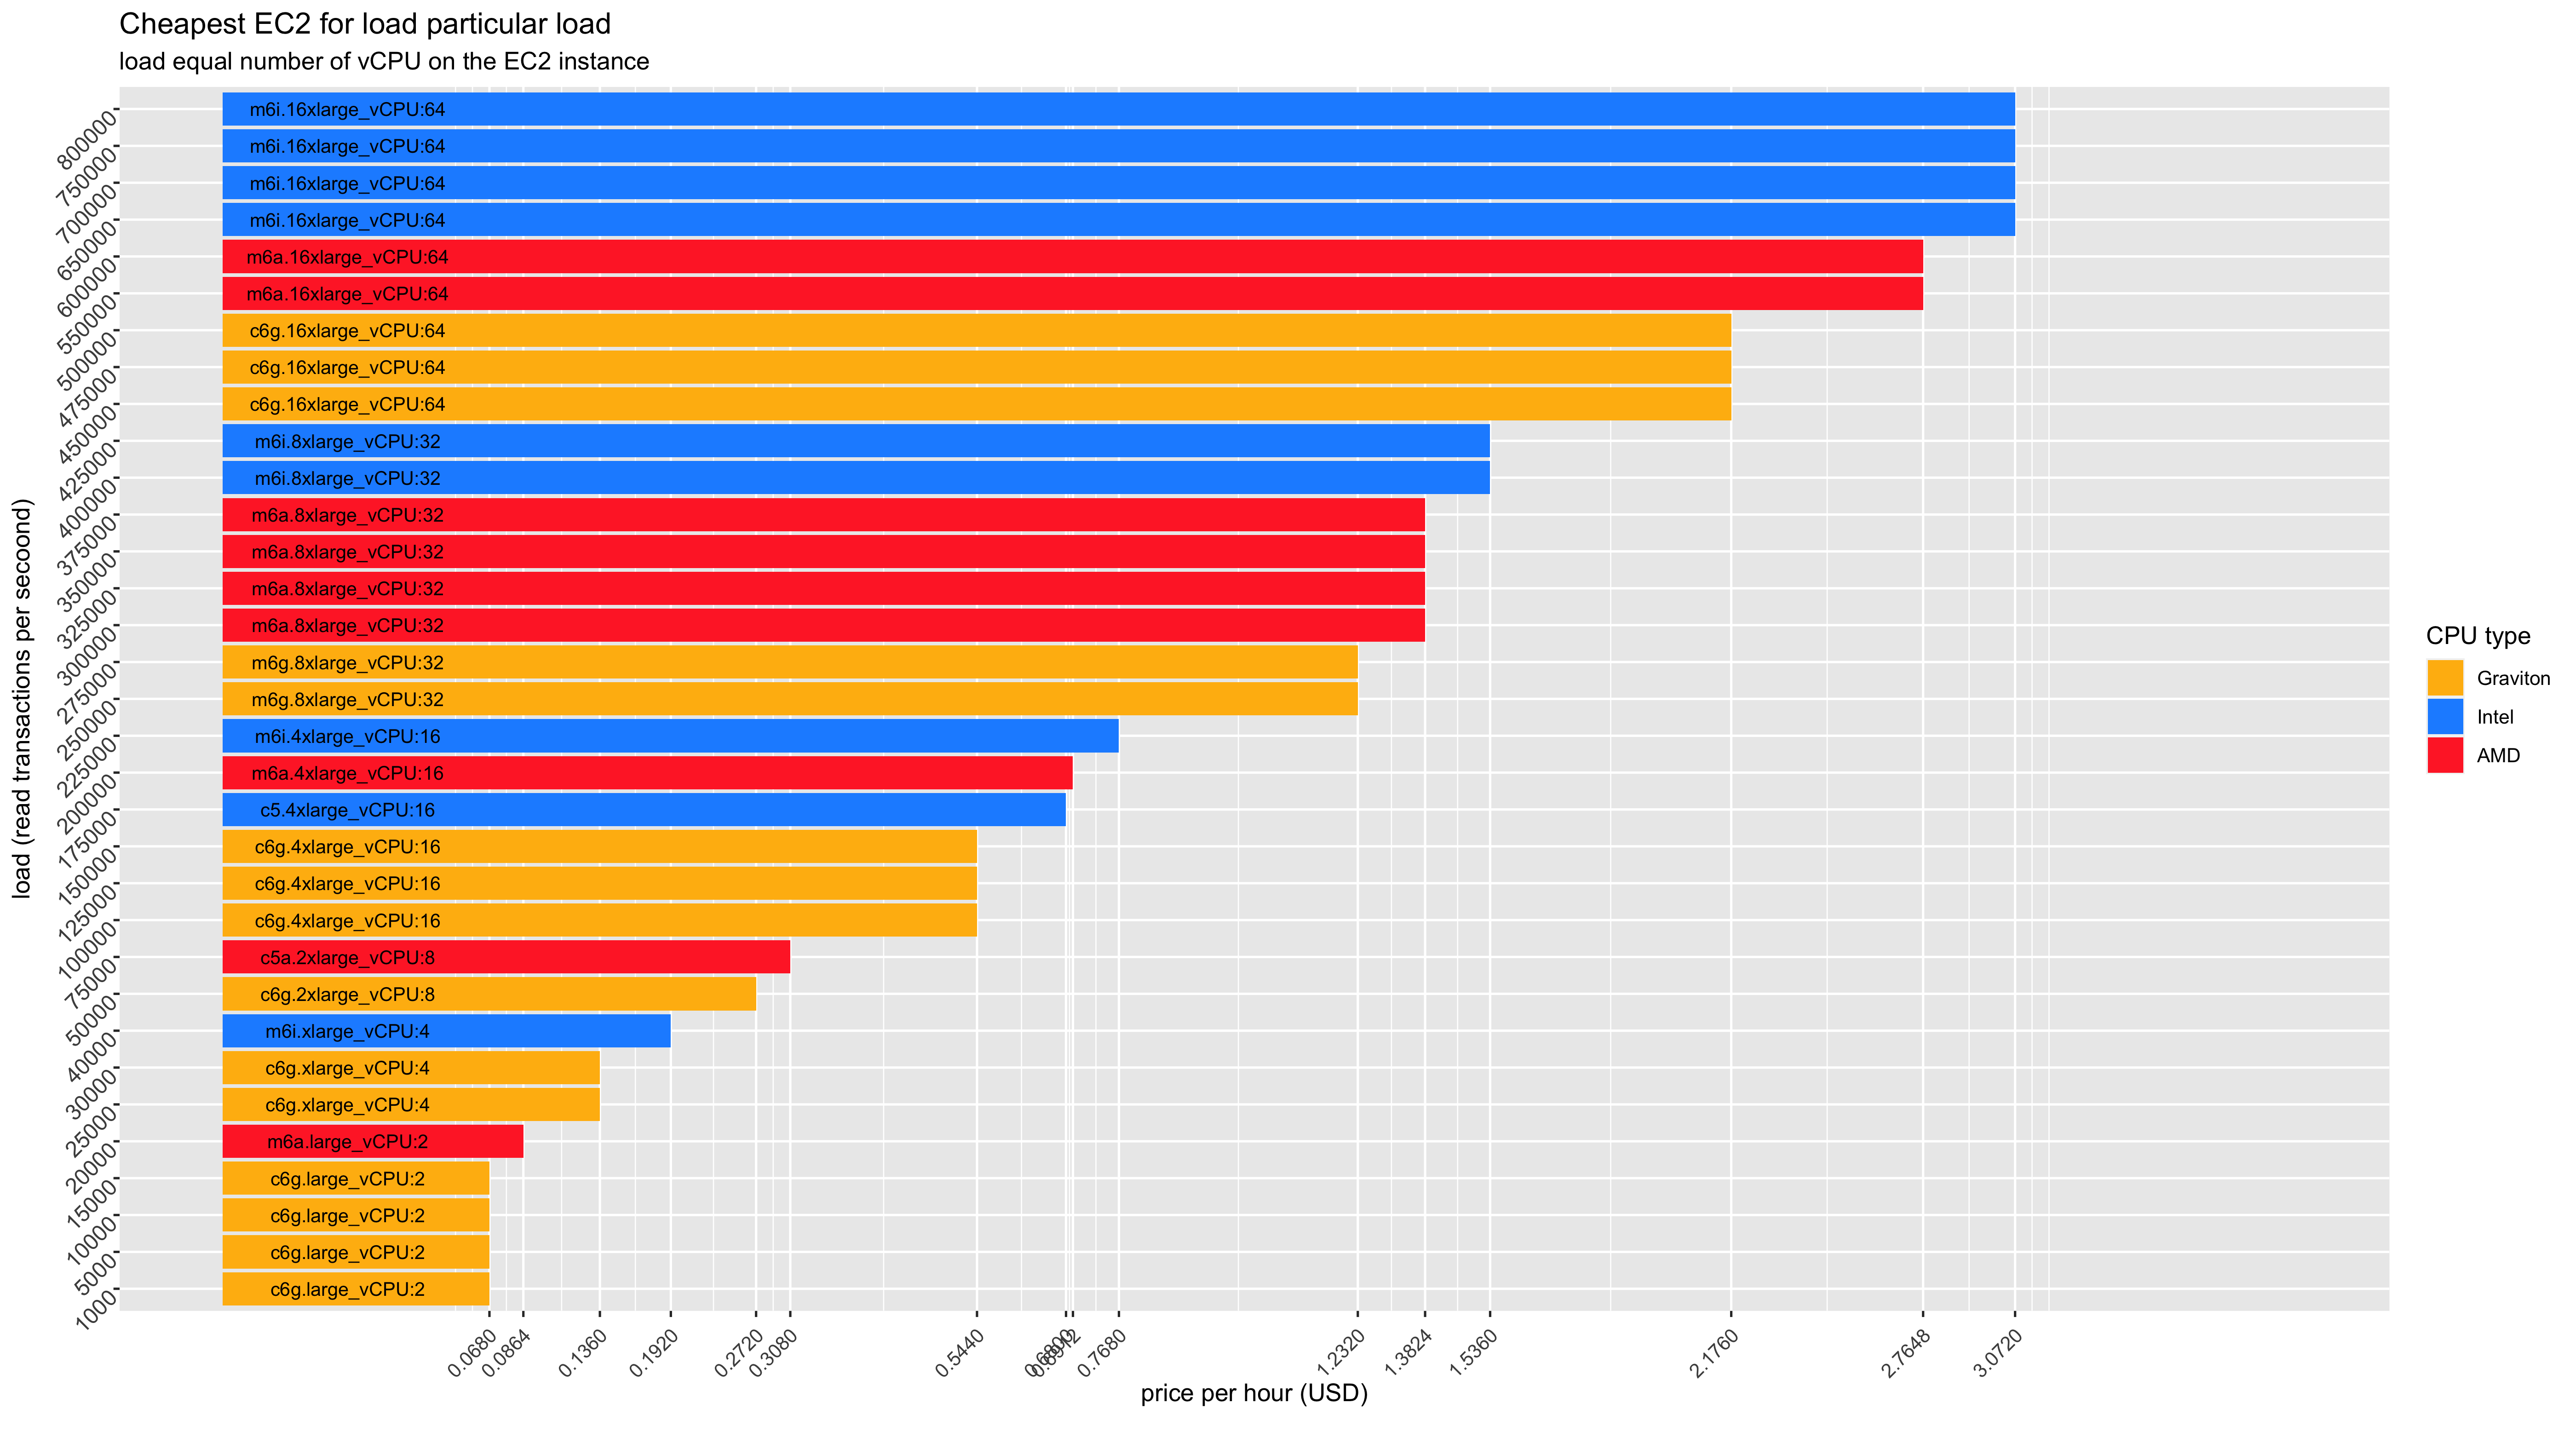 Cheapest EC2 for load particular load
load equal number of vCPU on the EC2 instance
load (read transactions per secoond)
800000 m6i.16xlarge_vCPU:64
750000 m6i.16xlarge_vCPU:64
700000 m6i.16xlarge_vCPU:64
650000 m6i.16xlarge_vCPU:64
600000 m6a.16xlarge_vCPU:64
550000 m6a.16xlarge_vCPU:64
500000 c6g.16xlarge_vCPU:64
475000 c6g.16xlarge_vCPU:64
450000 c6g.16xlarge_vCPU:64
425000 m6i.8xlarge_vCPU:32
400000 m6i.8xlarge_vCPU:32
375000 m6a.8xlarge_vCPU:32
350000 m6a.8xlarge_vCPU:32
325000 m6a.8xlarge_vCPU:32
300000 m6a.8xlarge_vCPU:32
275000 m6g.8xlarge_vCPU:32
250000 m6g.8xlarge_vCPU:32
225000 m6i.4xlarge_vCPU:16
200000 m6a.4xlarge_vCPU:16
175000 c5.4xlarge_vCPU:16
150000 c6g.4xlarge_vCPU:16
125000 c6g.4xlarge_vCPU:16
100000 c6g.4xlarge_vCPU:16
75000 c5a.2xlarge_vCPU:8
50000 c6g.2xlarge_vCPU:8
40000 m6i.xlarge_vCPU:4
30000 c6g.xlarge_vCPU:4
25000 c6g.xlarge_vCPU:4
20000 m6a.large_vCPU:2
15000 c6g.large_vCPU:2
10000 c6g.large_vCPU:2
5000 c6g.large_vCPU:2
1000 c6g.large_vCPU:2
0.0680 0.0864 0.1360 0.1920 0.2720 0.3080 0.5440 0.6800 0.6912 0.7680 1.2320 1.3824 1.5360 2.1760 2.7648 3.0720
price per hour (USD)
CPU type
Graviton
Intel
AMD